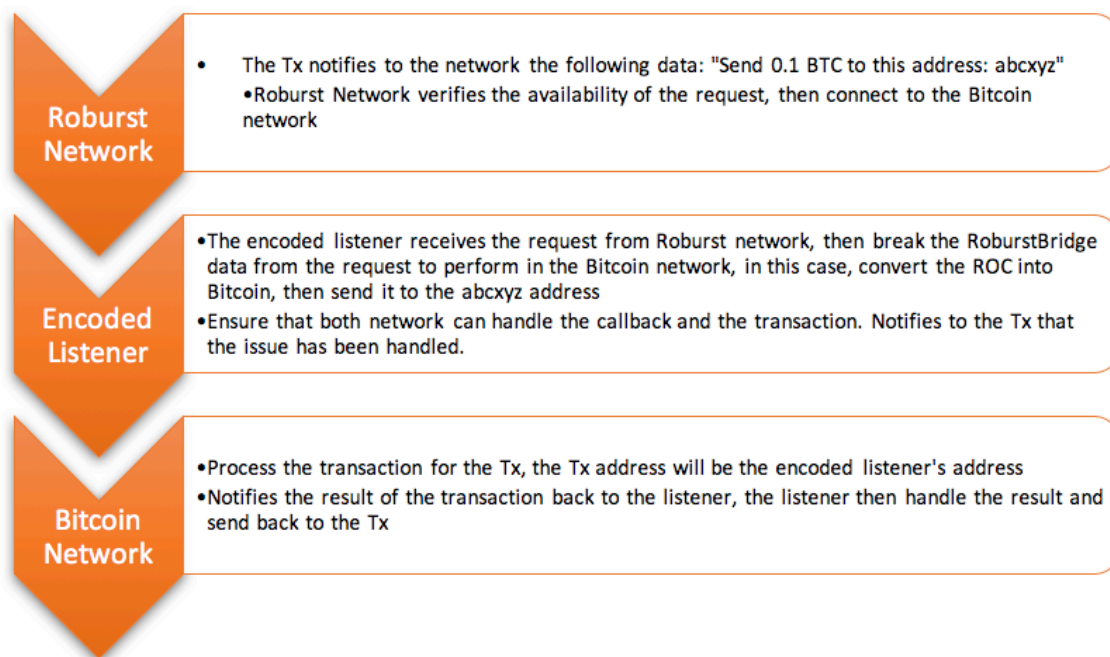 Roburst
Network
• The Tx notifies to the network the following data: "Send 0.1 BTC to this address: abcxyz"
•Roburst Network verifies the availability of the request, then connect to the Bitcoin
network
Encoded
Listener
•The encoded listener receives the request from Roburst network, then break the RoburstBridge
data from the request to perform in the Bitcoin network, in this case, convert the ROC into
Bitcoin, then send it to the abcxyz address
•Ensure that both network can handle the callback and the transaction. Notifies to the Tx that
the issue has been handled.
Bitcoin
Network
•Process the transaction for the Tx, the Tx address will be the encoded listener's address
•Notifies the result of the transaction back to the listener, the listener then handle the result and
send back to the Tx